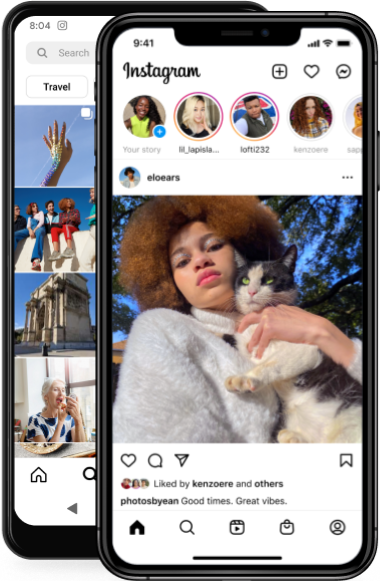 8:04
Search
Travel
9:41
Instagram
Your story
lil_lapisla...
lofti232
kenzoere
eloears
Liked by kenzoere and others
photosbyean Good times. Great vibes.